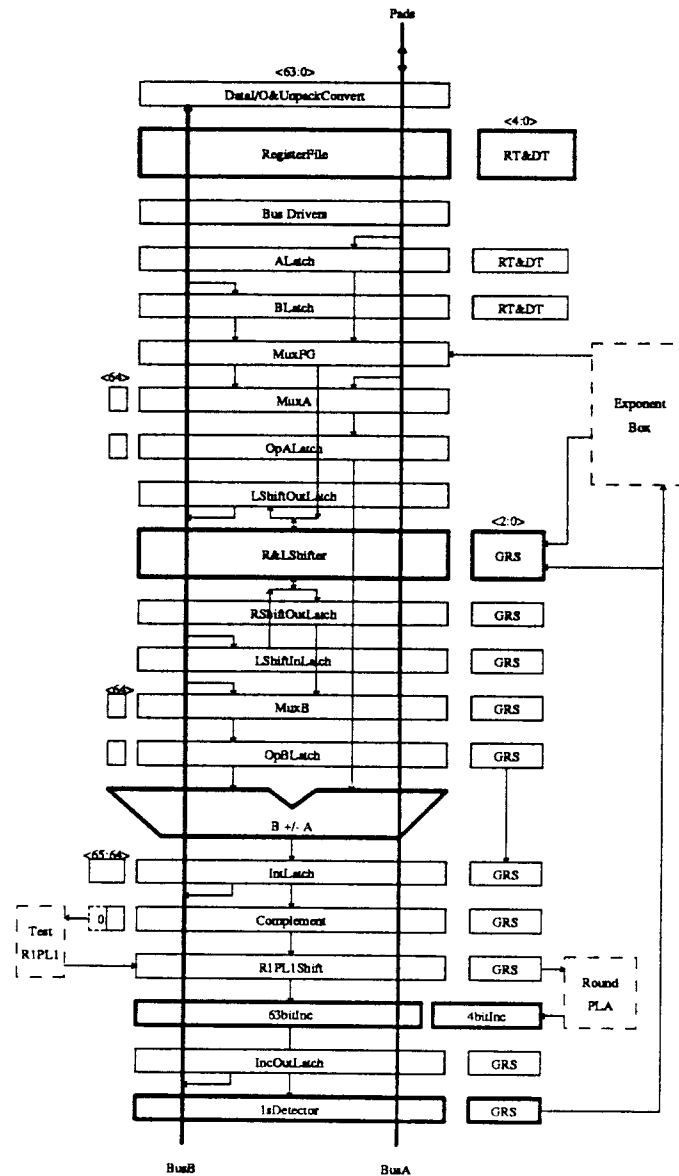 Pads
<63:0>
DataI/O&UnpackConvert
<4:0>
RegisterFile
RT&DT
Bus Drivers
ALatch
RT&DT
BLatch
RT&DT
MuxFG
<64>
MuxA
Exponent
Box
OpALatch
LShiftOutLatch
<2:0>
R&LShifter
GRS
RShiftOutLatch
GRS
LShiftInLatch
GRS
<64>
MuxB
GRS
OpBLatch
GRS
B +/- A
<65:64>
IntLatch
GRS
Test
R1PL1
0
Complement
GRS
R1PL1Shift
GRS
Round
PLA
63bitInc
4bitInc
IncOutLatch
GRS
1sDetector
GRS
BusB
BusA